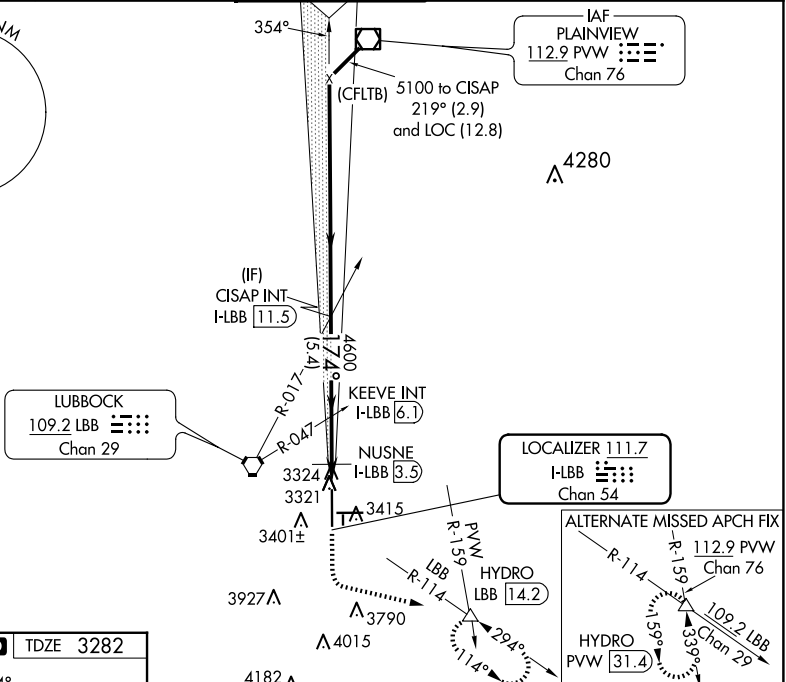 NM
354°
IAF
PLAINVIEW
112.9 PVW
Chan 76
(CFLTB)
5100 to CISAP
219° (2.9)
and LOC (12.8)
4280
(IF)
CISAP INT
I-LBB 11.5
4600
174°
(5.4)
LUBBOCK
109.2 LBB
Chan 29
R-017
R-047
KEEVE INT
I-LBB 6.1
NUSNE
I-LBB 3.5
3324
3321
3415
3401±
LOCALIZER 111.7
I-LBB
Chan 54
PVW
R-159
LBB
R-114
HYDRO
LBB 14.2
294°
114°
3927
3790
4015
4182
ALTERNATE MISSED APCH FIX
R-114
R-159
112.9 PVW
Chan 76
109.2 LBB
Chan 29
159°
339°
HYDRO
PVW 31.4
TDZE 3282